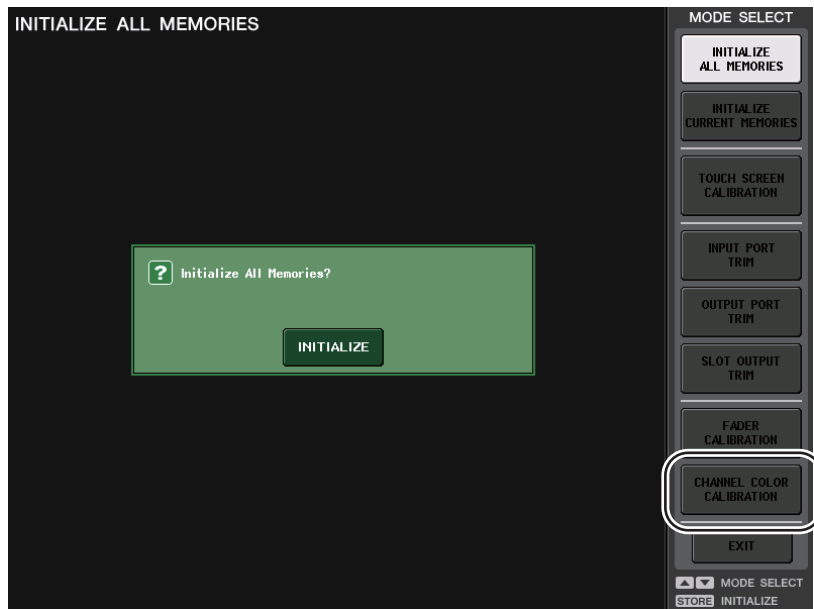 INITIALIZE ALL MEMORIES
? Initialize All Memories?
INITIALIZE
MODE SELECT
INITIALIZE
ALL MEMORIES
INITIALIZE
CURRENT MEMORIES
TOUCH SCREEN
CALIBRATION
INPUT PORT
TRIM
OUTPUT PORT
TRIM
SLOT OUTPUT
TRIM
FADER
CALIBRATION
CHANNEL COLOR
CALIBRATION
EXIT
MODE SELECT
STORE INITIALIZE